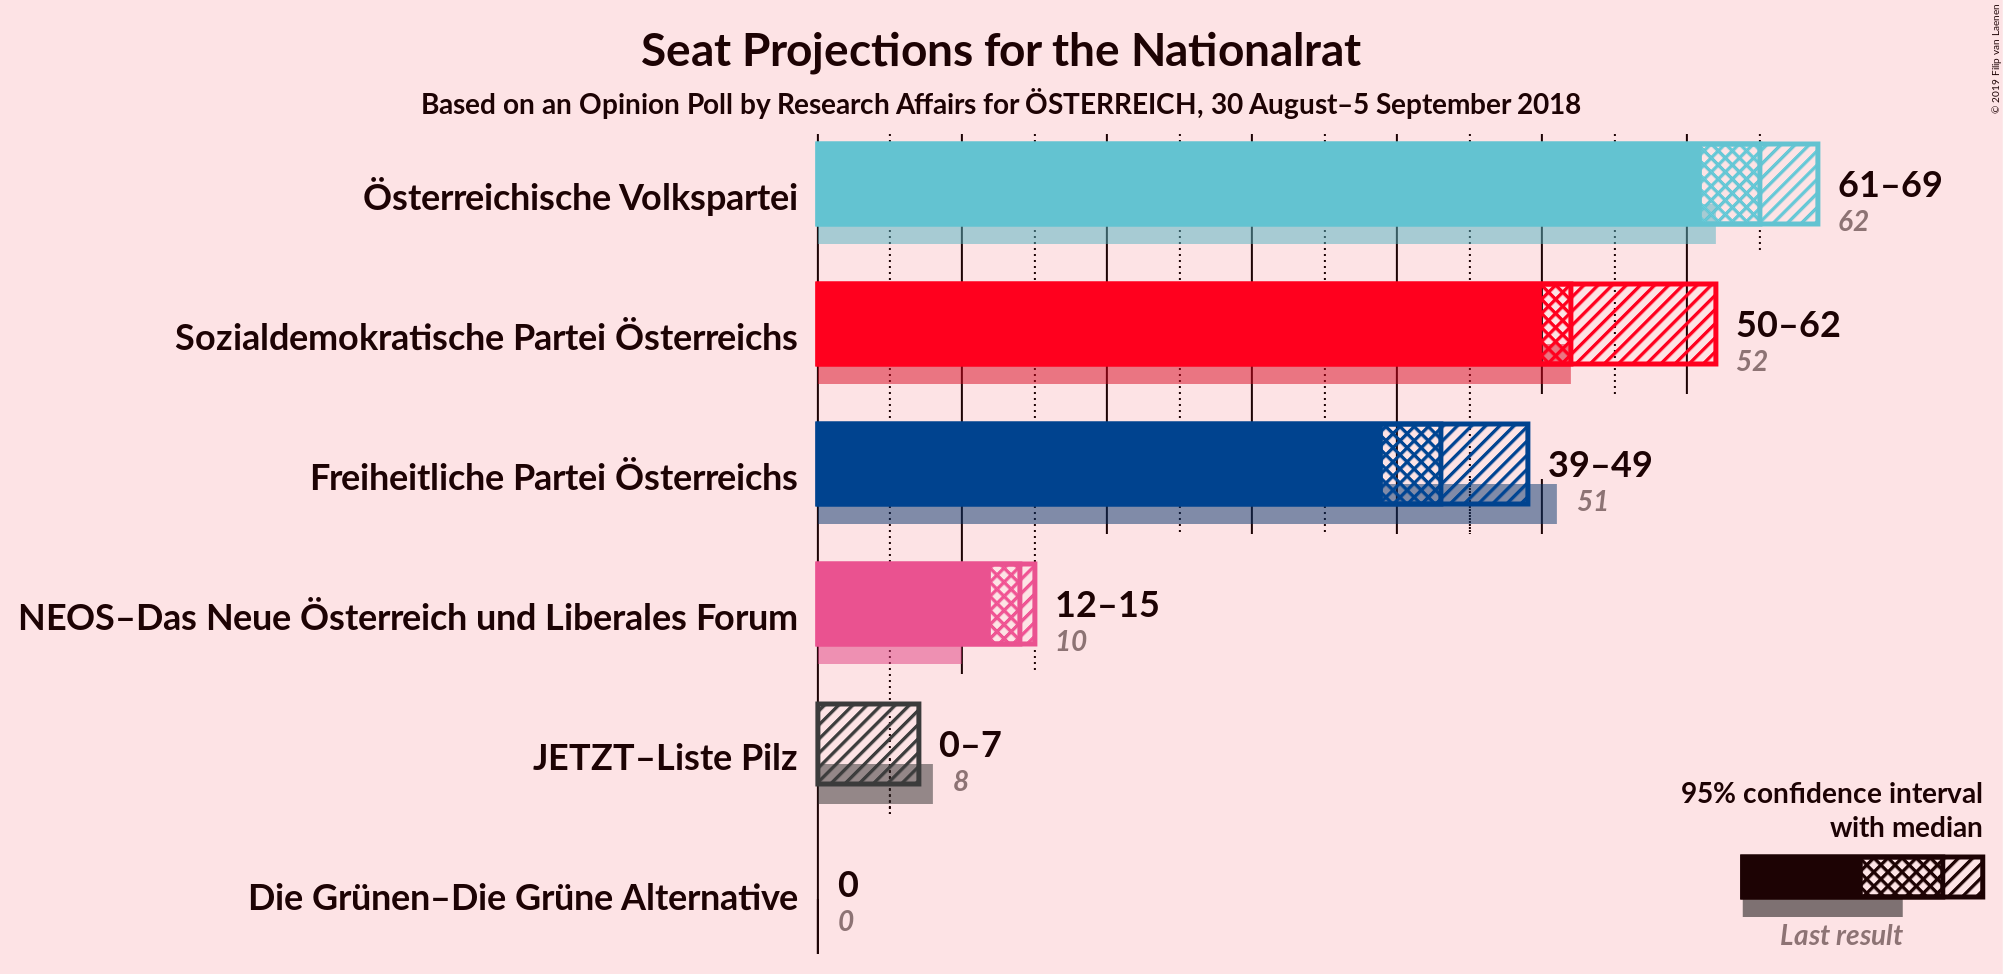 Seat Projections for the Nationalrat
Based on an Opinion Poll by Research Affairs for ÖSTERREICH, 30 August–5 September 2018
© 2019 Filip van Laenen
Österreichische Volkspartei
61–69
62
Sozialdemokratische Partei Österreichs
50–62
52
Freiheitliche Partei Österreichs
39–49
51
NEOS–Das Neue Österreich und Liberales Forum
12–15
10
JETZT–Liste Pilz
0–7
8
Die Grünen–Die Grüne Alternative
0
0
95% confidence interval
with median
Last result